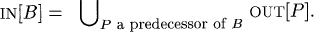 IN[B] = ⋃_{P a predecessor of B} OUT[P].